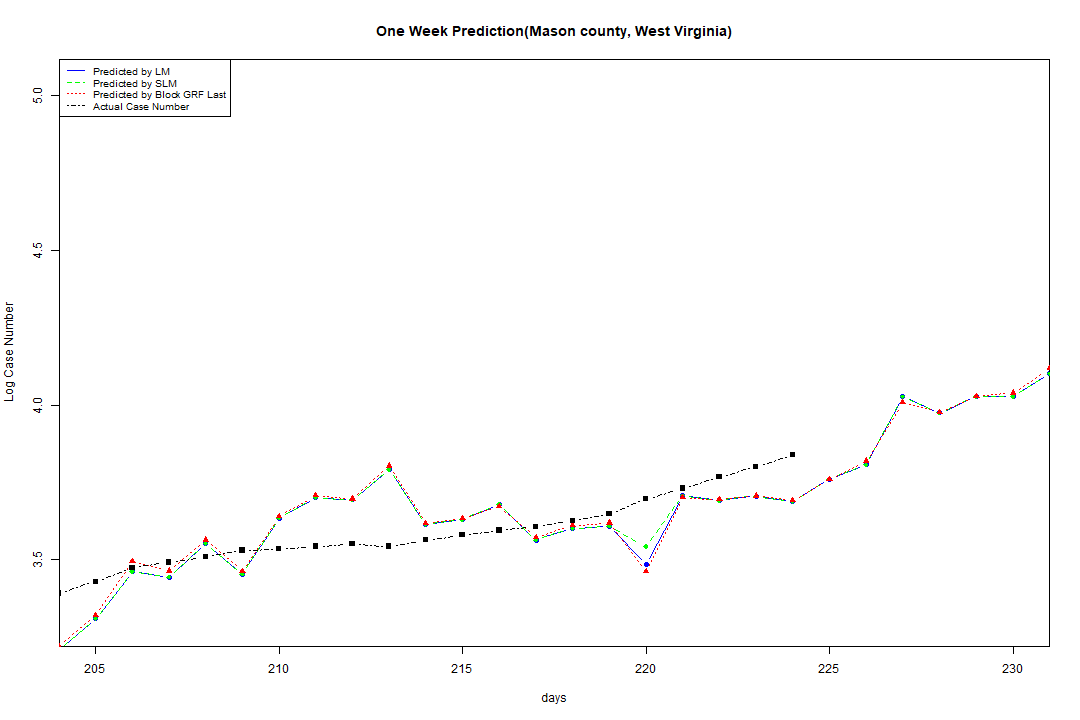 One Week Prediction(Mason county, West Virginia)
Predicted by LM
Predicted by SLM
Predicted by Block GRF Last
Actual Case Number
5.0
4.5
4.0
3.5
Log Case Number
205 210 215 220 225 230
days